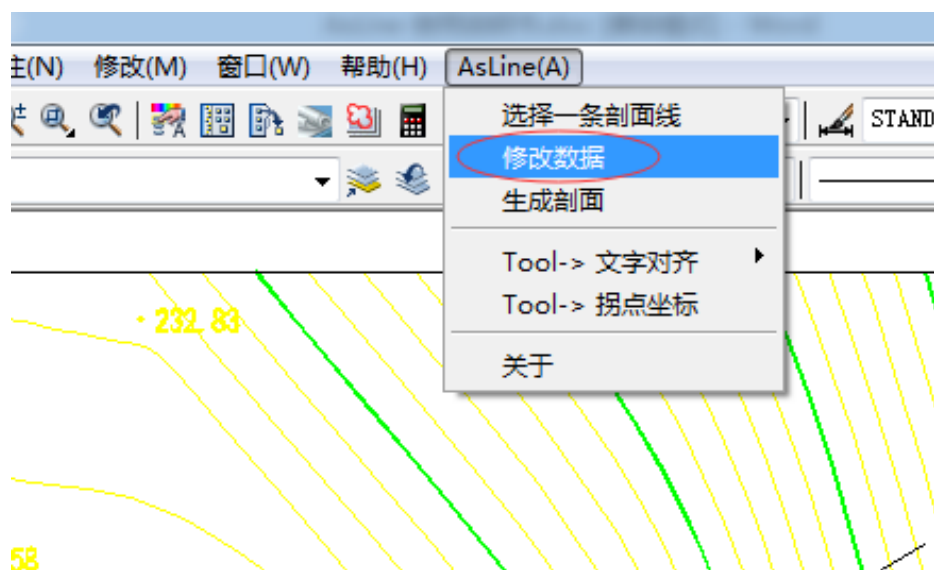 主(N) 修改(M) 窗口(W) 帮助(H) AsLine(A)
STAND
选择一条剖面线
修改数据
生成剖面
Tool-> 文字对齐
Tool-> 拐点坐标
关于
232.83
58